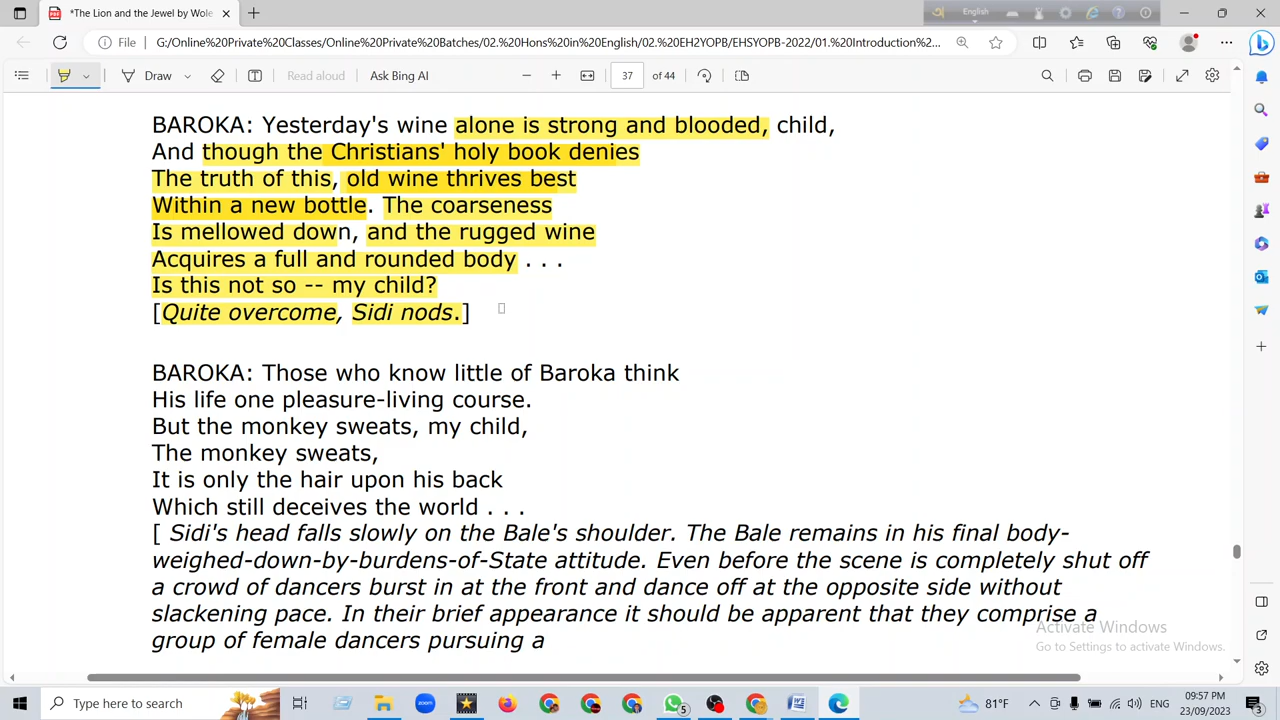 *The Lion and the Jewel by Wole
English
File
G:/Online%20Private%20Classes/Online%20Private%20Batches/02.%20Hons%20in%20English/02.%20EH2YOPB/EHSYOPB-2022/01.%20Introduction%...
Draw
Read aloud
Ask Bing AI
37 of 44
BAROKA: Yesterday's wine alone is strong and blooded, child,
And though the Christians' holy book denies
The truth of this, old wine thrives best
Within a new bottle. The coarseness
Is mellowed down, and the rugged wine
Acquires a full and rounded body . . .
Is this not so -- my child?
[Quite overcome, Sidi nods.]
BAROKA: Those who know little of Baroka think
His life one pleasure-living course.
But the monkey sweats, my child,
The monkey sweats,
It is only the hair upon his back
Which still deceives the world . . .
[ Sidi's head falls slowly on the Bale's shoulder. The Bale remains in his final body-
weighed-down-by-burdens-of-State attitude. Even before the scene is completely shut off
a crowd of dancers burst in at the front and dance off at the opposite side without
slackening pace. In their brief appearance it should be apparent that they comprise a
group of female dancers pursuing a
Activate Windows
Go to Settings to activate Windows.
Type here to search
zoom
5
81°F
ENG
09:57 PM
23/09/2023
3